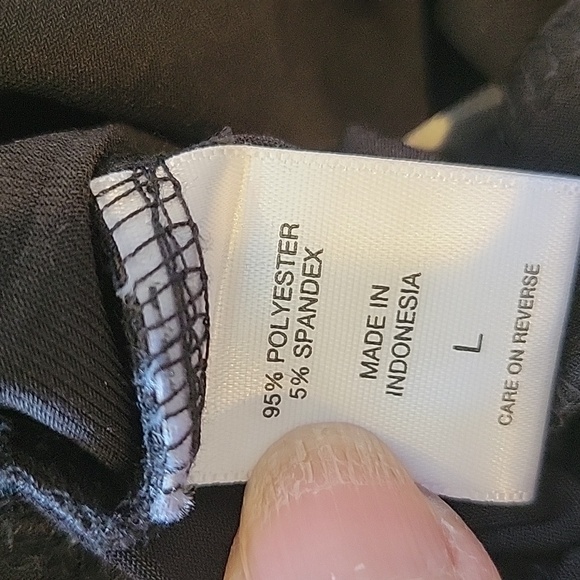 95% POLYESTER
5% SPANDEX
MADE IN
INDONESIA
L
CARE ON REVERSE